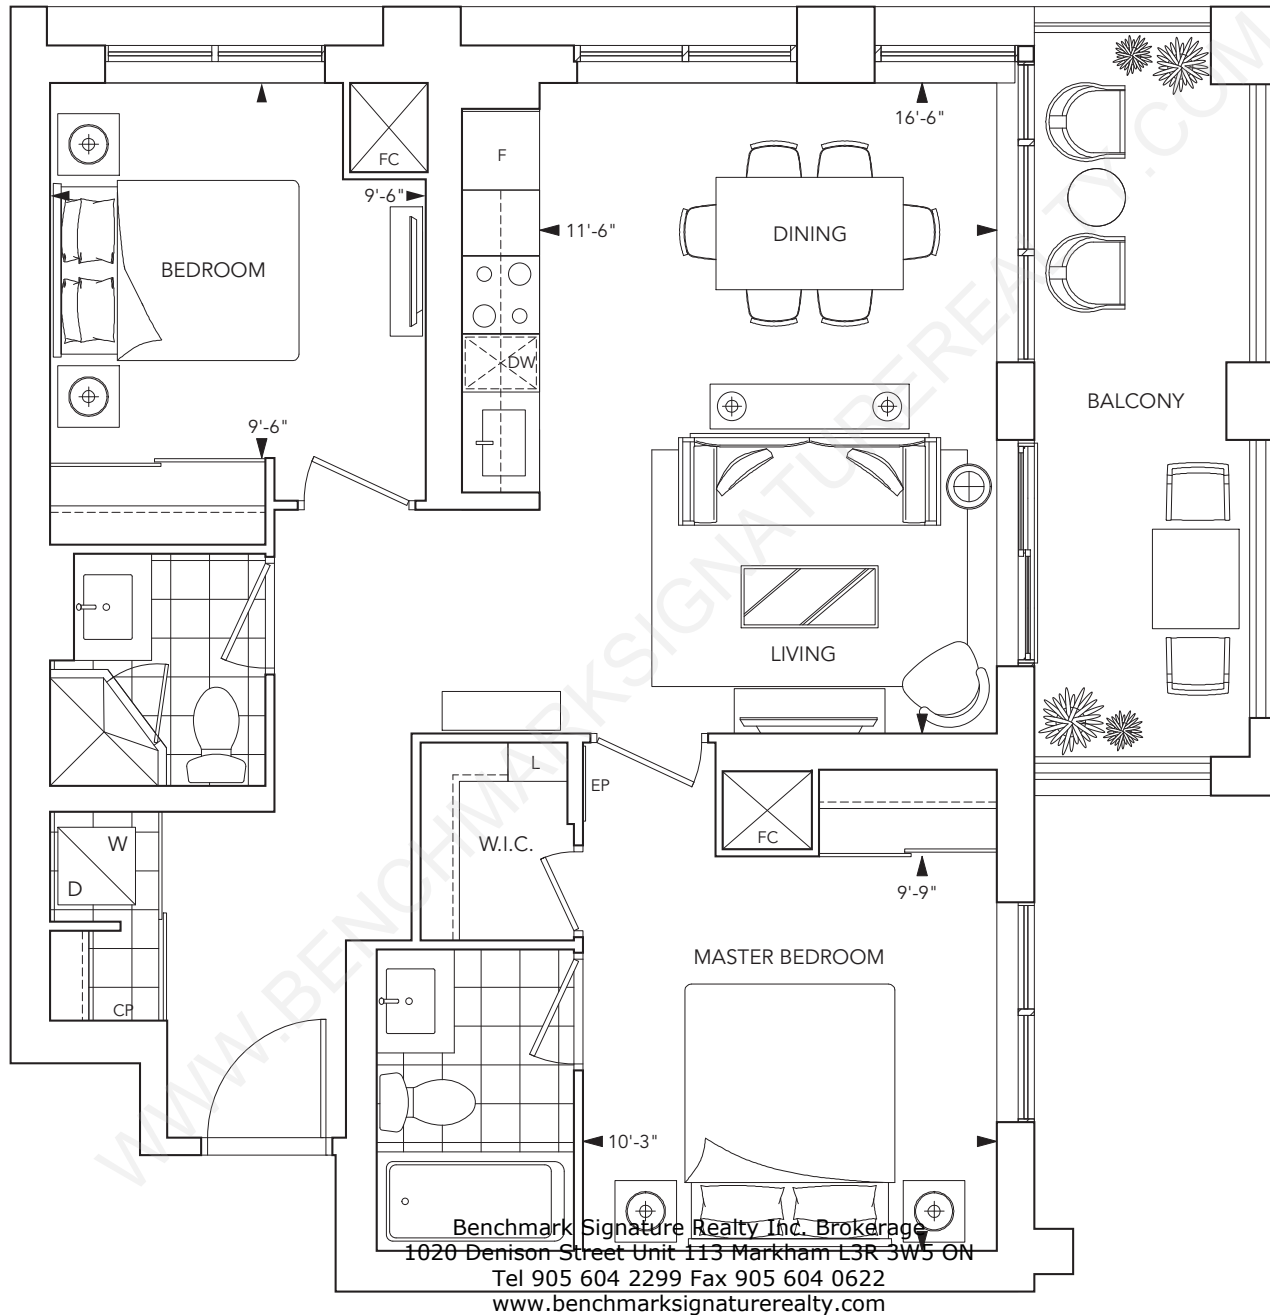 16'-6"
FC
F
9'-6"
11'-6"
DINING
BEDROOM
DW
BALCONY
9'-6"
LIVING
L
EP
W
W.I.C.
FC
D
9'-9"
MASTER BEDROOM
CP
10'-3"
WWW.BENCHMARKSIGNATUREREALTY.COM
Benchmark Signature Realty Inc. Brokerage
1020 Denison Street Unit 113 Markham L3R 3W5 ON
Tel 905 604 2299 Fax 905 604 0622
www.benchmarksignaturerealty.com